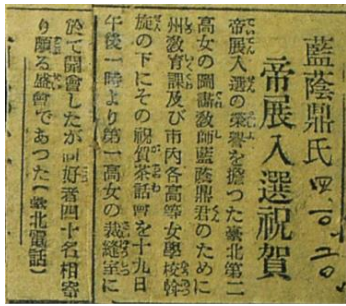 藍蔭鼎氏
帝展入選祝賀
帝展入選の榮譽を擔つた臺北第二
高女の圖畫教師藍蔭鼎君のために
州教育課及び市内各高等女學校幹
旋の下にその祝賀茶話會を十九日
午後一時より第一高女の裁縫室に
於て開會したが同好者四十名相寄
り頗る盛會であつた(臺北電話)